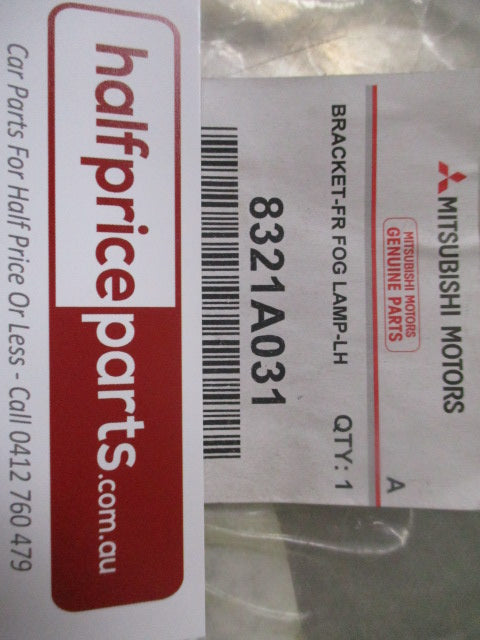 MITSUBISHI MOTORS
MITSUBISHI MOTORS
GENUINE PARTS
A
BRACKET-FR FOG LAMP-LH QTY: 1
8321A031
halfpriceparts.com.au
Car Parts For Half Price Or Less - Call 0412 760 479